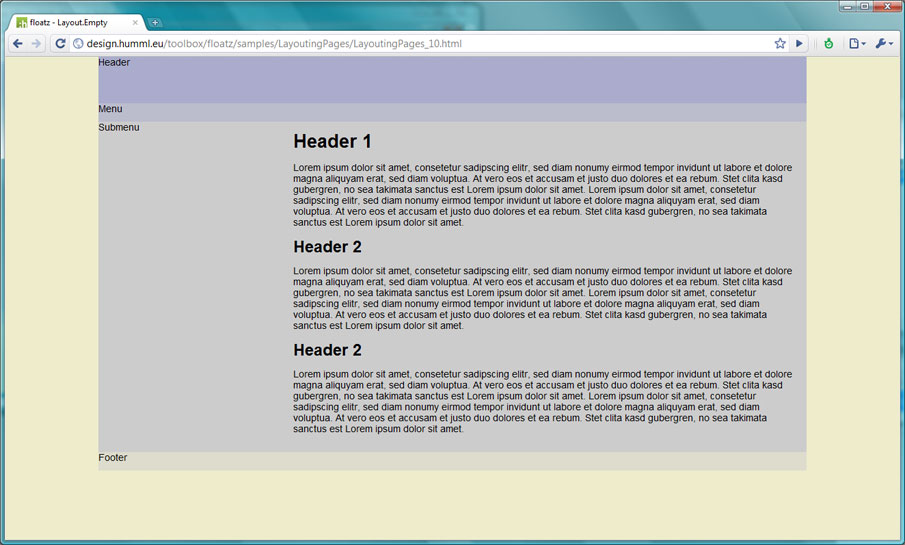 floatz - Layout.Empty
design.humml.eu/toolbox/floatz/samples/LayoutingPages/LayoutingPages_10.html
Header
Menu
Submenu
Header 1
Lorem ipsum dolor sit amet, consetetur sadipscing elitr, sed diam nonumy eirmod tempor invidunt ut labore et dolore
magna aliquyam erat, sed diam voluptua. At vero eos et accusam et justo duo dolores et ea rebum. Stet clita kasd
gubergren, no sea takimata sanctus est Lorem ipsum dolor sit amet. Lorem ipsum dolor sit amet, consetetur
sadipscing elitr, sed diam nonumy eirmod tempor invidunt ut labore et dolore magna aliquyam erat, sed diam
voluptua. At vero eos et accusam et justo duo dolores et ea rebum. Stet clita kasd gubergren, no sea takimata
sanctus est Lorem ipsum dolor sit amet.
Header 2
Lorem ipsum dolor sit amet, consetetur sadipscing elitr, sed diam nonumy eirmod tempor invidunt ut labore et dolore
magna aliquyam erat, sed diam voluptua. At vero eos et accusam et justo duo dolores et ea rebum. Stet clita kasd
gubergren, no sea takimata sanctus est Lorem ipsum dolor sit amet. Lorem ipsum dolor sit amet, consetetur
sadipscing elitr, sed diam nonumy eirmod tempor invidunt ut labore et dolore magna aliquyam erat, sed diam
voluptua. At vero eos et accusam et justo duo dolores et ea rebum. Stet clita kasd gubergren, no sea takimata
sanctus est Lorem ipsum dolor sit amet.
Header 2
Lorem ipsum dolor sit amet, consetetur sadipscing elitr, sed diam nonumy eirmod tempor invidunt ut labore et dolore
magna aliquyam erat, sed diam voluptua. At vero eos et accusam et justo duo dolores et ea rebum. Stet clita kasd
gubergren, no sea takimata sanctus est Lorem ipsum dolor sit amet. Lorem ipsum dolor sit amet, consetetur
sadipscing elitr, sed diam nonumy eirmod tempor invidunt ut labore et dolore magna aliquyam erat, sed diam
voluptua. At vero eos et accusam et justo duo dolores et ea rebum. Stet clita kasd gubergren, no sea takimata
sanctus est Lorem ipsum dolor sit amet.
Footer